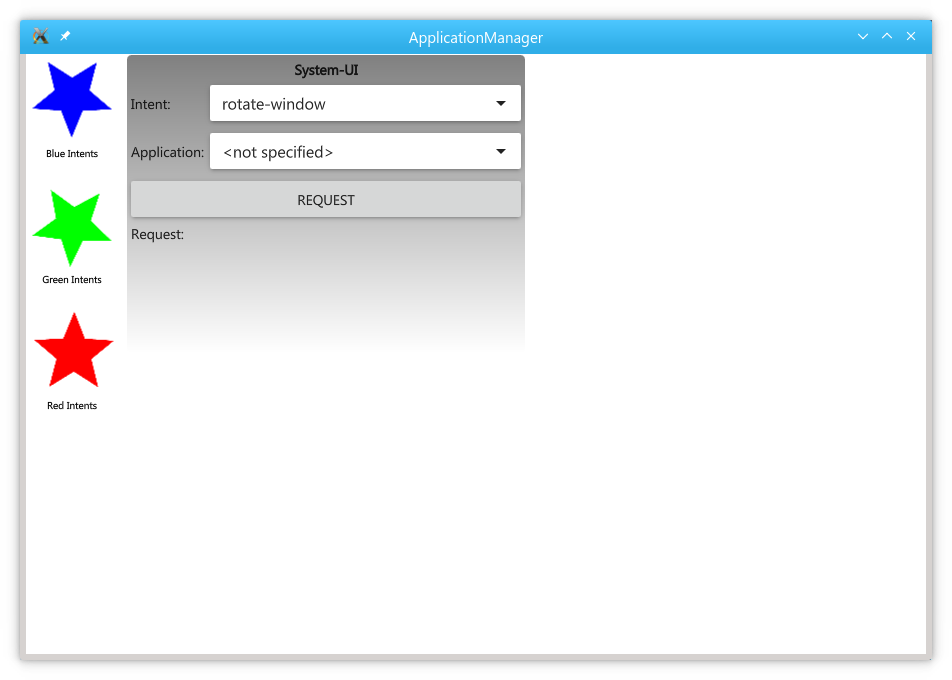 ApplicationManager
Blue Intents
Green Intents
Red Intents
System-UI
Intent: rotate-window
Application: <not specified>
REQUEST
Request: